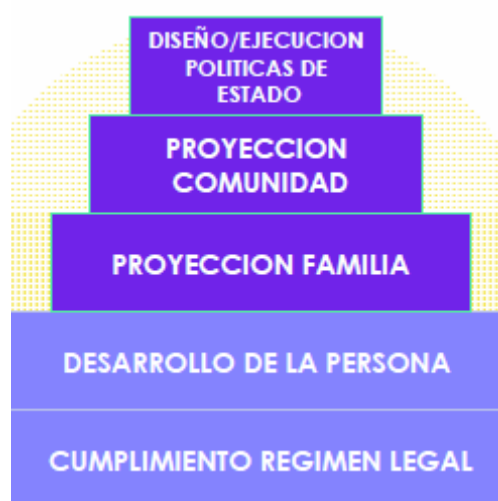 DISEÑO/EJECUCION
POLITICAS DE
ESTADO
PROYECCION
COMUNIDAD
PROYECCION FAMILIA
DESARROLLO DE LA PERSONA
CUMPLIMIENTO REGIMEN LEGAL